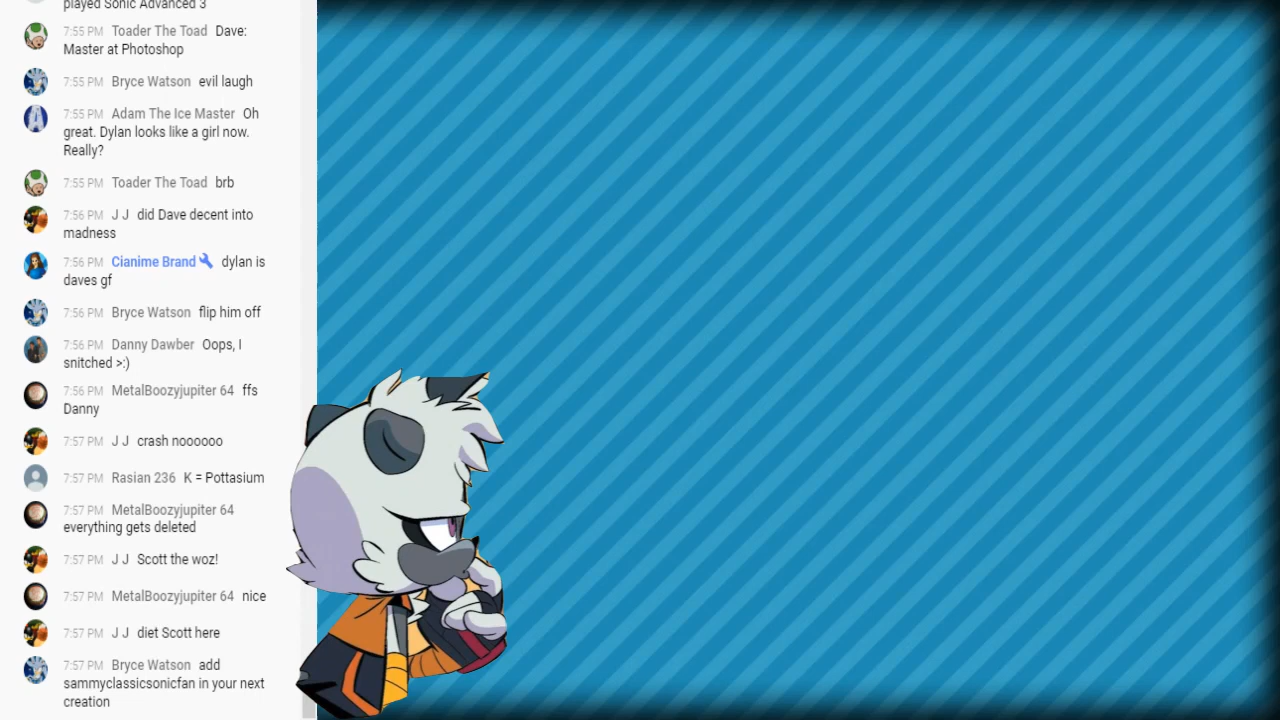 played Sonic Advanced 3
7:55 PM Toader The Toad Dave:
Master at Photoshop
7:55 PM Bryce Watson evil laugh
7:55 PM Adam The Ice Master Oh
great. Dylan looks like a girl now.
Really?
7:55 PM Toader The Toad brb
7:56 PM J J did Dave decent into
madness
7:56 PM Cianime Brand dylan is
daves gf
7:56 PM Bryce Watson flip him off
7:56 PM Danny Dawber Oops, I
snitched >:)
7:56 PM MetalBoozyjupiter 64 ffs
Danny
7:57 PM J J crash noooooo
7:57 PM Rasian 236 K = Pottasium
7:57 PM MetalBoozyjupiter 64
everything gets deleted
7:57 PM J J Scott the woz!
7:57 PM MetalBoozyjupiter 64 nice
7:57 PM J J diet Scott here
7:57 PM Bryce Watson add
sammyclassicsonicfan in your next
creation